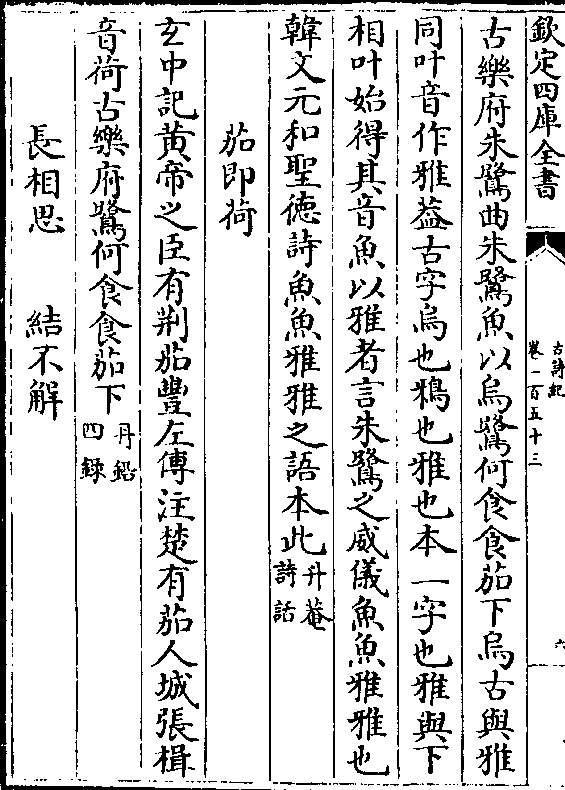 欽定四庫全書
古詩紀
卷一百五十三
六
古樂府朱鷺曲朱鷺魚以烏鷺何食食茄下烏古與雅
同叶音作雅葢古字烏也鴉也雅也本一字也雅與下
相叶始得其音魚以雅者言朱鷺之威儀魚魚雅雅也
韓文元和聖徳詩魚魚雅雅之語本此丹菴詩話
茄即荷
玄中記黄帝之臣有荆茄豐左傳注楚有茄人城張楫
音荷古樂府鷺何食食茄下丹鉛四録
長相思 結不解